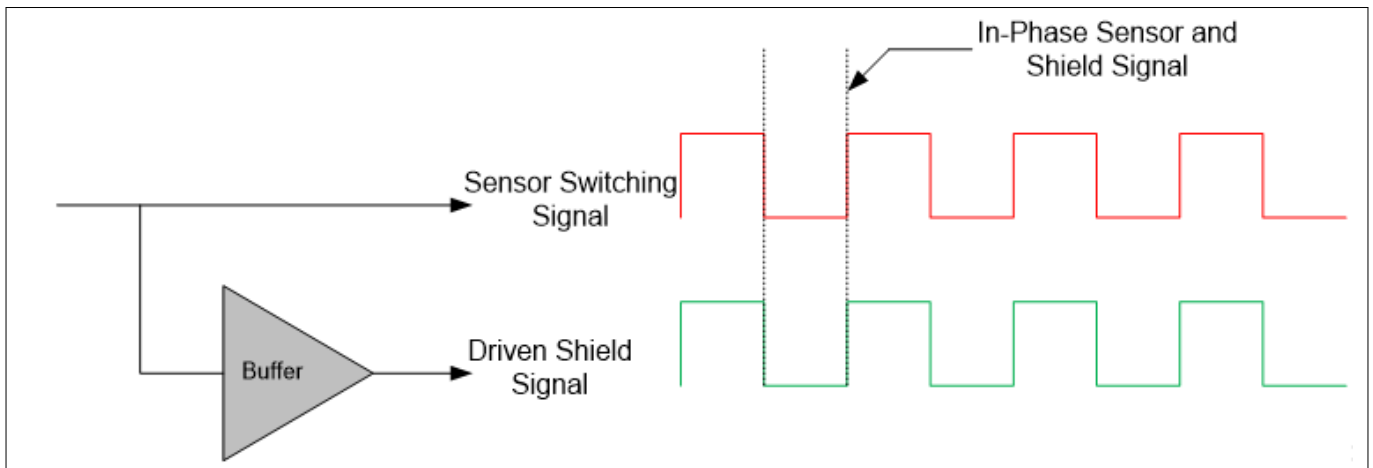 In-Phase Sensor and
Shield Signal
Sensor Switching
Signal
Driven Shield
Signal
Buffer